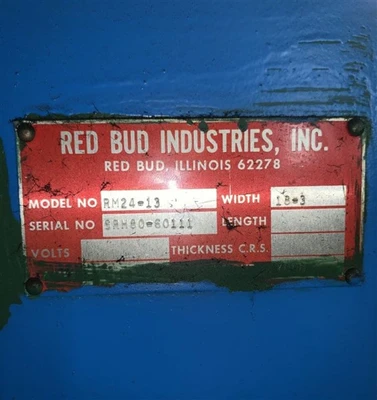 RED BUD INDUSTRIES, INC.
RED BUD, ILLINOIS 62278
MODEL NO RM24-13 WIDTH 18-3
SERIAL NO LENGTH
VOLTS THICKNESS C.R.S.